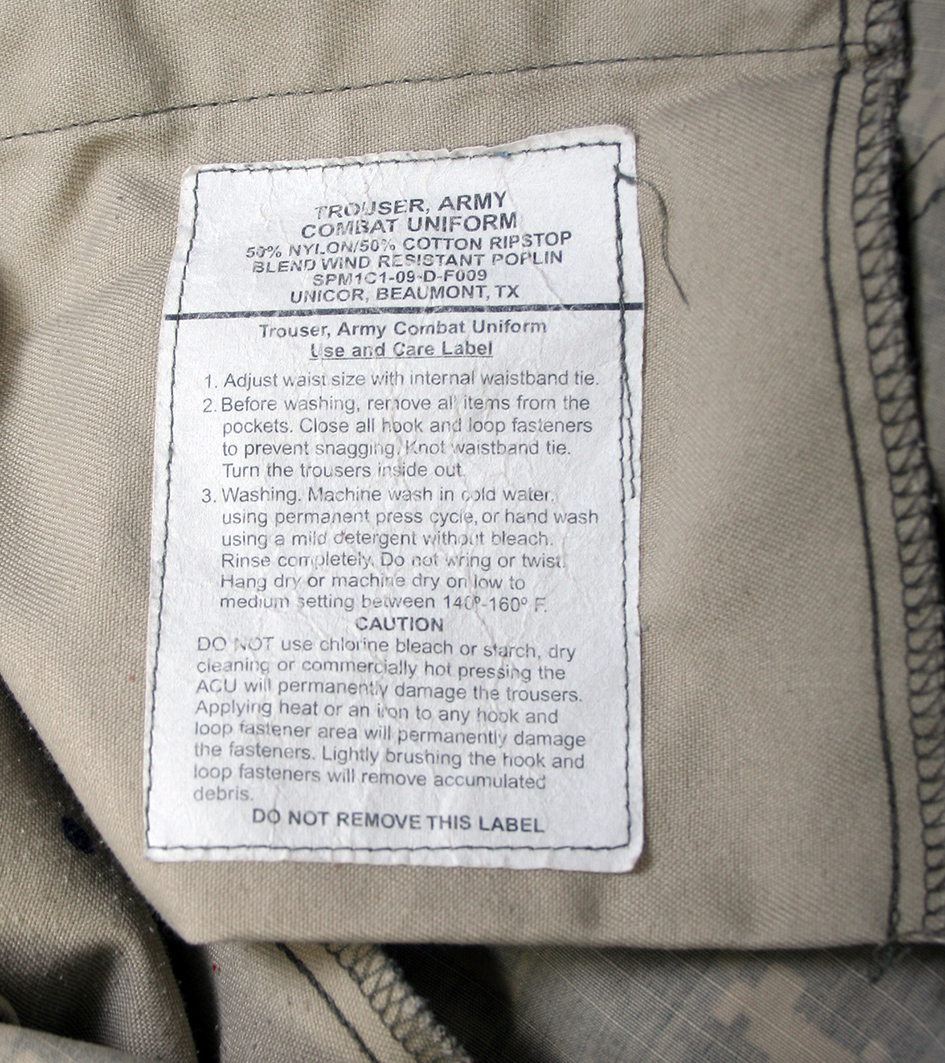 TROUSER, ARMY
COMBAT UNIFORM
50% NYLON/50% COTTON RIPSTOP
BLEND WIND RESISTANT POPLIN
SPM1C1-09-D-F009
UNICOR, BEAUMONT, TX
Trouser, Army Combat Uniform
Use and Care Label
1. Adjust waist size with internal waistband tie.
2. Before washing, remove all items from the
pockets. Close all hook and loop fasteners
to prevent snagging. Knot waistband tie.
Turn the trousers inside out.
3. Washing. Machine wash in cold water,
using permanent press cycle, or hand wash
using a mild detergent without bleach.
Rinse completely. Do not wring or twist.
Hang dry or machine dry on low to
medium setting between 140º-160º F.
CAUTION
DO NOT use chlorine bleach or starch, dry
cleaning or commercially hot pressing the
ACU will permanently damage the trousers.
Applying heat or an iron to any hook and
loop fastener area will permanently damage
the fasteners. Lightly brushing the hook and
loop fasteners will remove accumulated
debris.
DO NOT REMOVE THIS LABEL